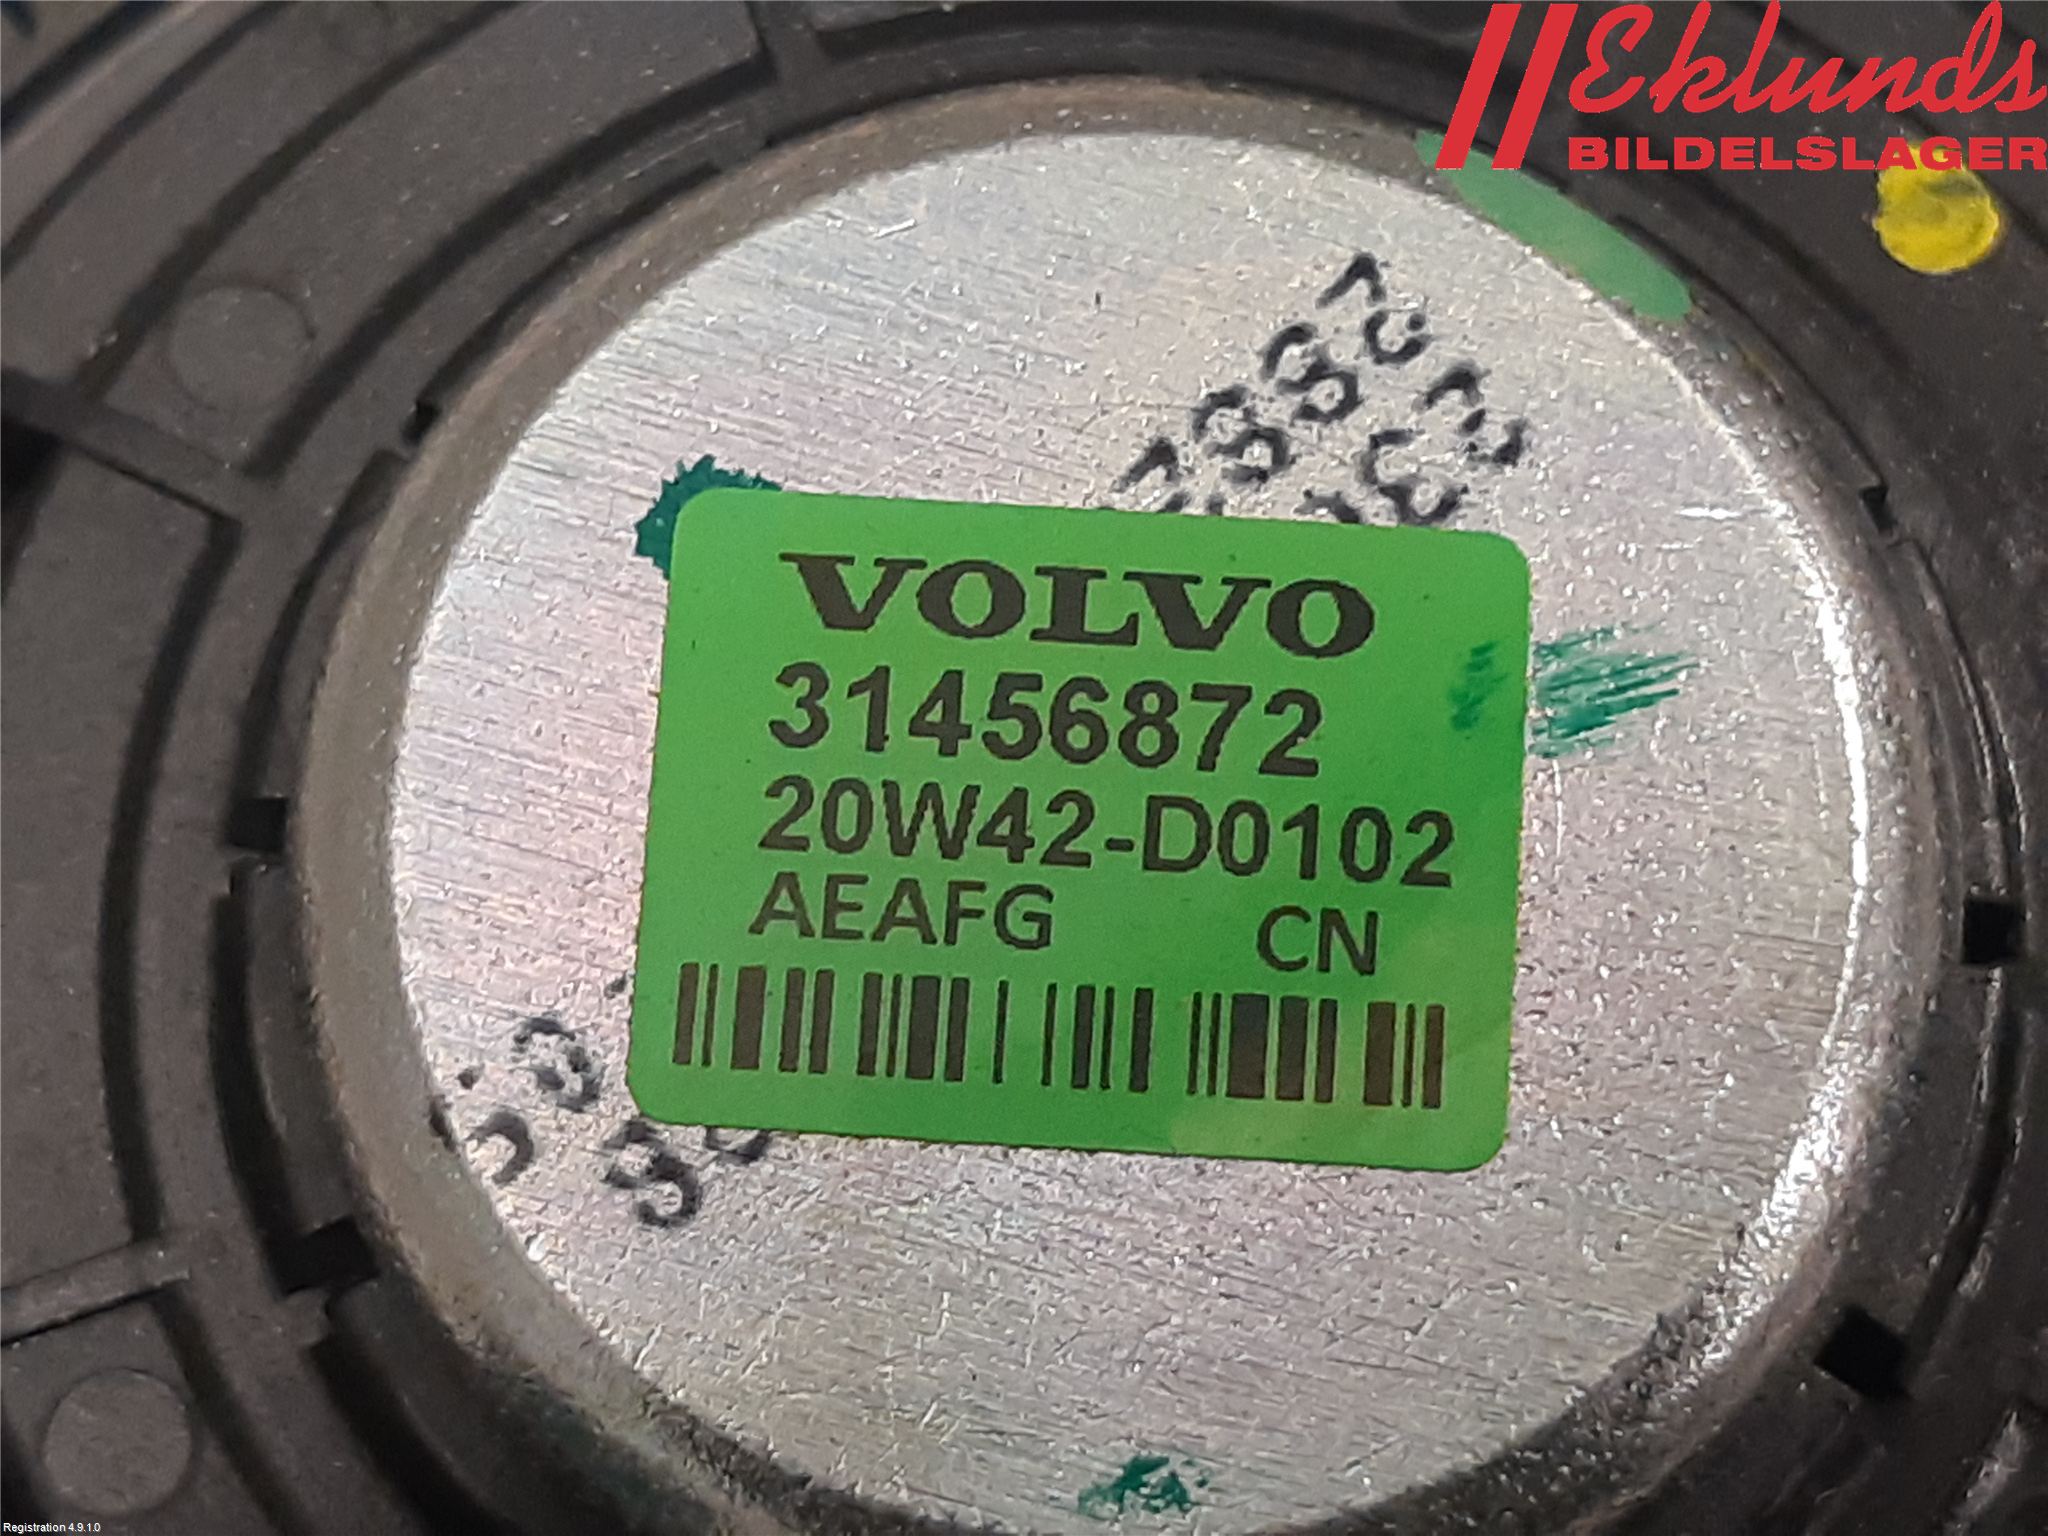 Eklunds
BILDELSLAGER
VOLVO
31456872
20W42-D0102
AEAFG CN
Registration 4.9.1.0